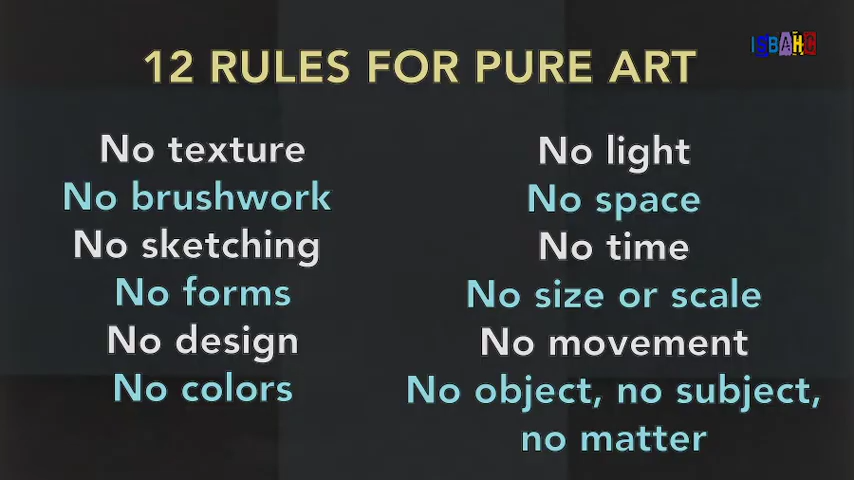 ISBAHG
12 RULES FOR PURE ART
No texture
No brushwork
No sketching
No forms
No design
No colors
No light
No space
No time
No size or scale
No movement
No object, no subject,
no matter